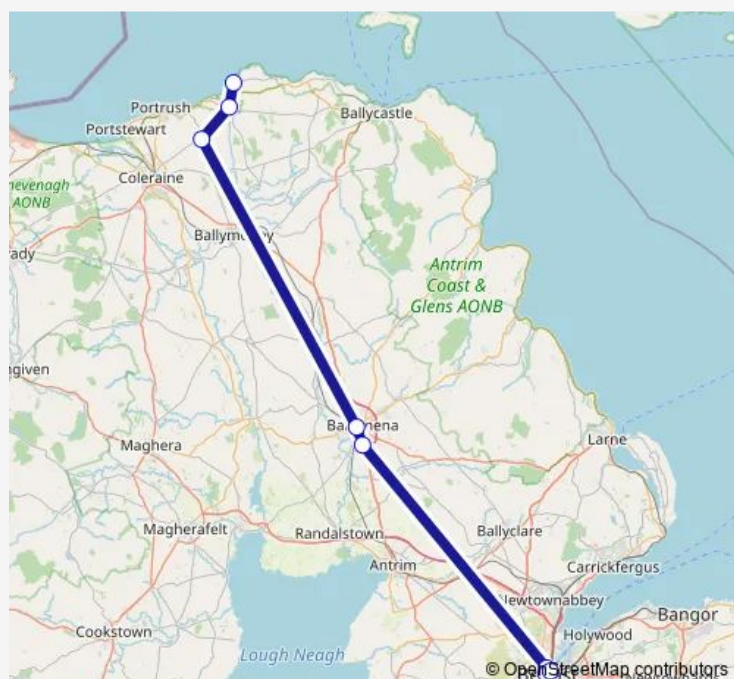 Portrush
Ballycastle
Portstewart
Coleraine
AONB
Antrim
Coast &
Glens AONB
Larne
Maghera
Magherafelt
Randalstown
Ballyclare
Antrim
Carrickfergus
Newtownabbey
Bangor
Cookstown
Holywood
Lough Neagh
© OpenStreetMap contributors